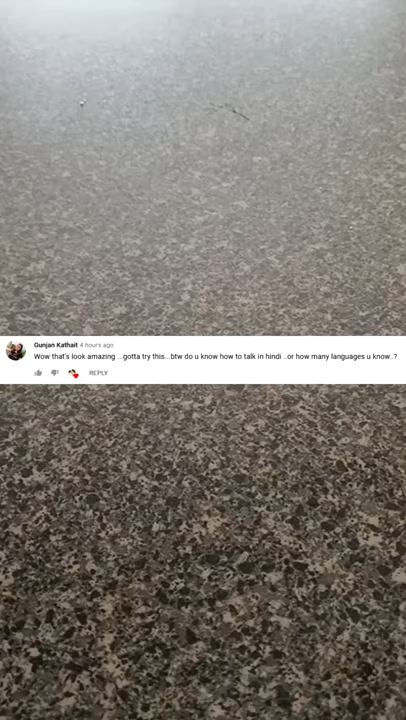 Gunjan Kathait 4 hours ago
Wow that's look amazing ...gotta try this...btw do u know how to talk in hindi ..or how many languages u know..?
REPLY